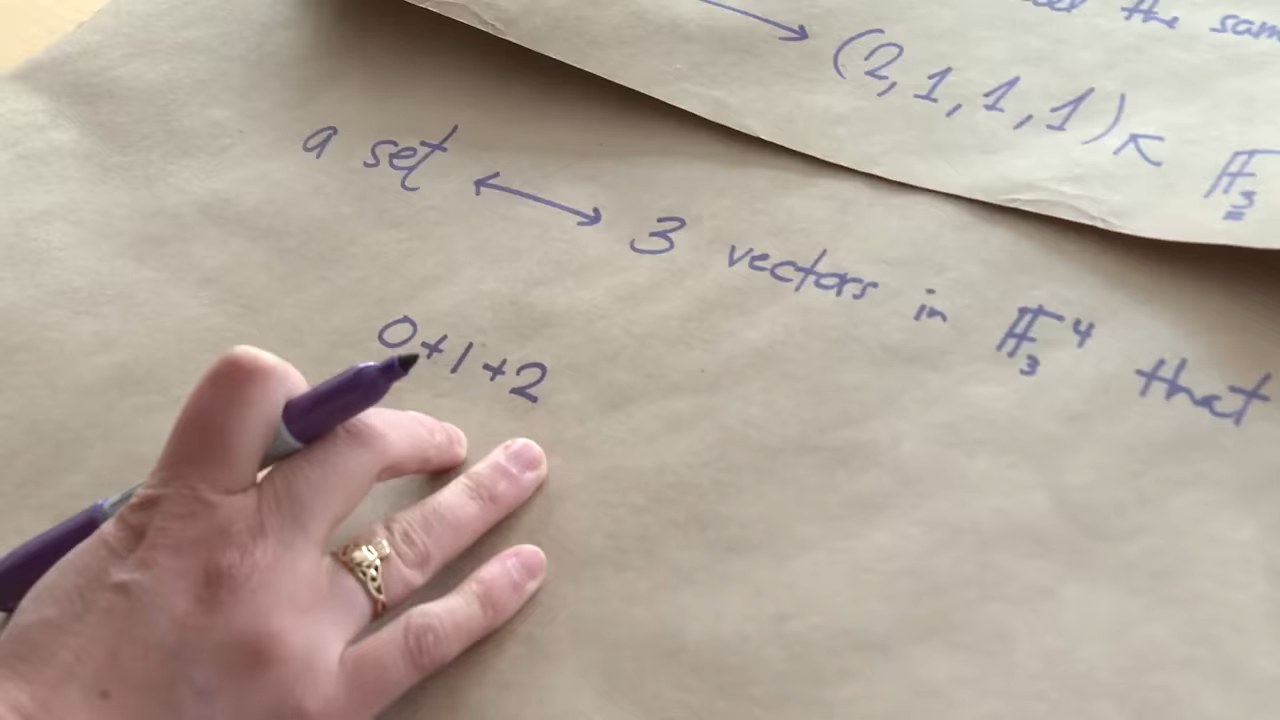 the sam
(2, 1, 1, 1) ↖ 𝔽₃
a set ↔ 3 vectors in 𝔽₃⁴ that
0+1+2